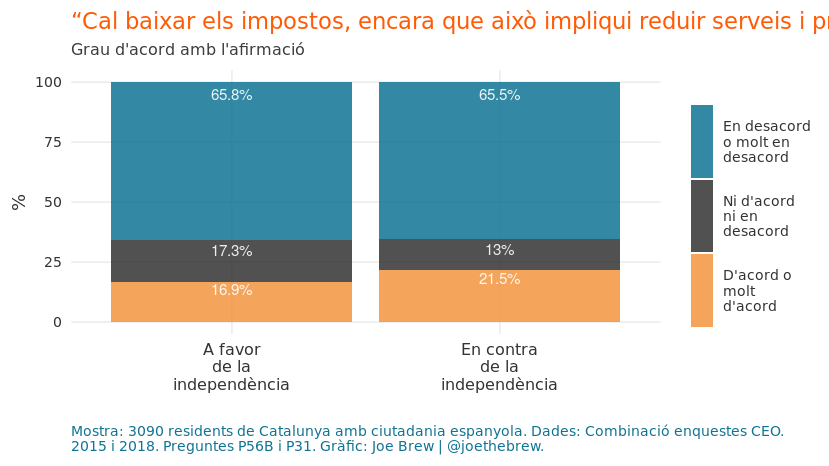 “Cal baixar els impostos, encara que això impliqui reduir serveis i pr
Grau d'acord amb l'afirmació
100
75
50
25
0
%
65.8%
17.3%
16.9%
65.5%
13%
21.5%
A favor
de la
independència
En contra
de la
independència
En desacord
o molt en
desacord
Ni d'acord
ni en
desacord
D'acord o
molt
d'acord
Mostra: 3090 residents de Catalunya amb ciutadania espanyola. Dades: Combinació enquestes CEO.
2015 i 2018. Preguntes P56B i P31. Gràfic: Joe Brew | @joethebrew.